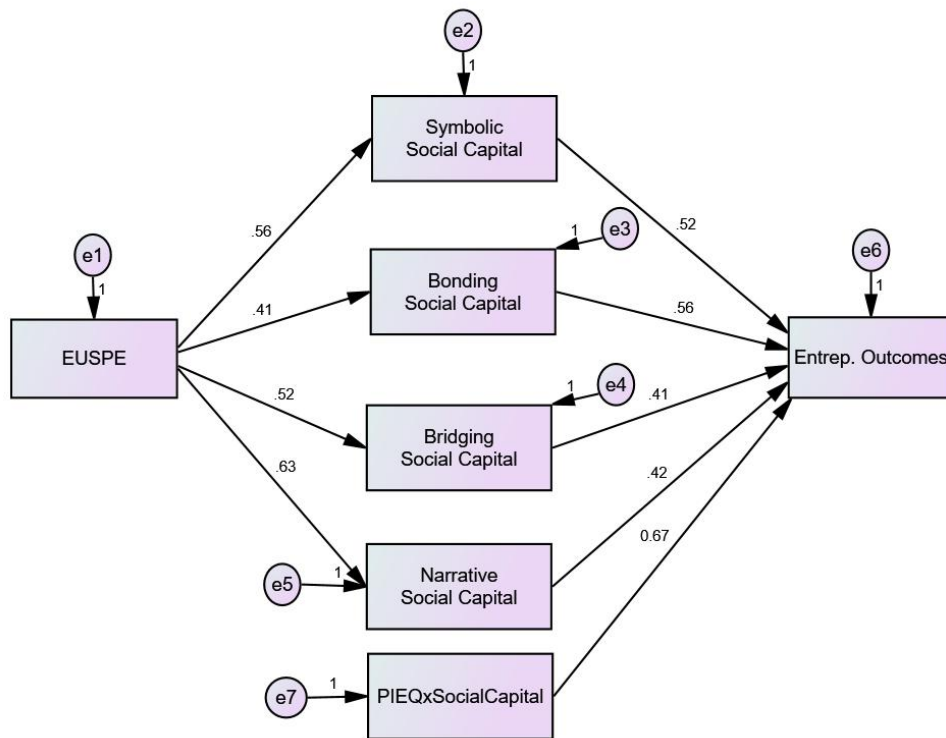 e2
1
Symbolic
Social Capital
.56
.52
e1
1
1
e3
e6
1
Bonding
Social Capital
.41
.56
EUSPE
Entrep. Outcomes
1
e4
.52
.41
Bridging
Social Capital
.63
.42
0.67
e5
1
Narrative
Social Capital
e7
1
PIEQxSocialCapital